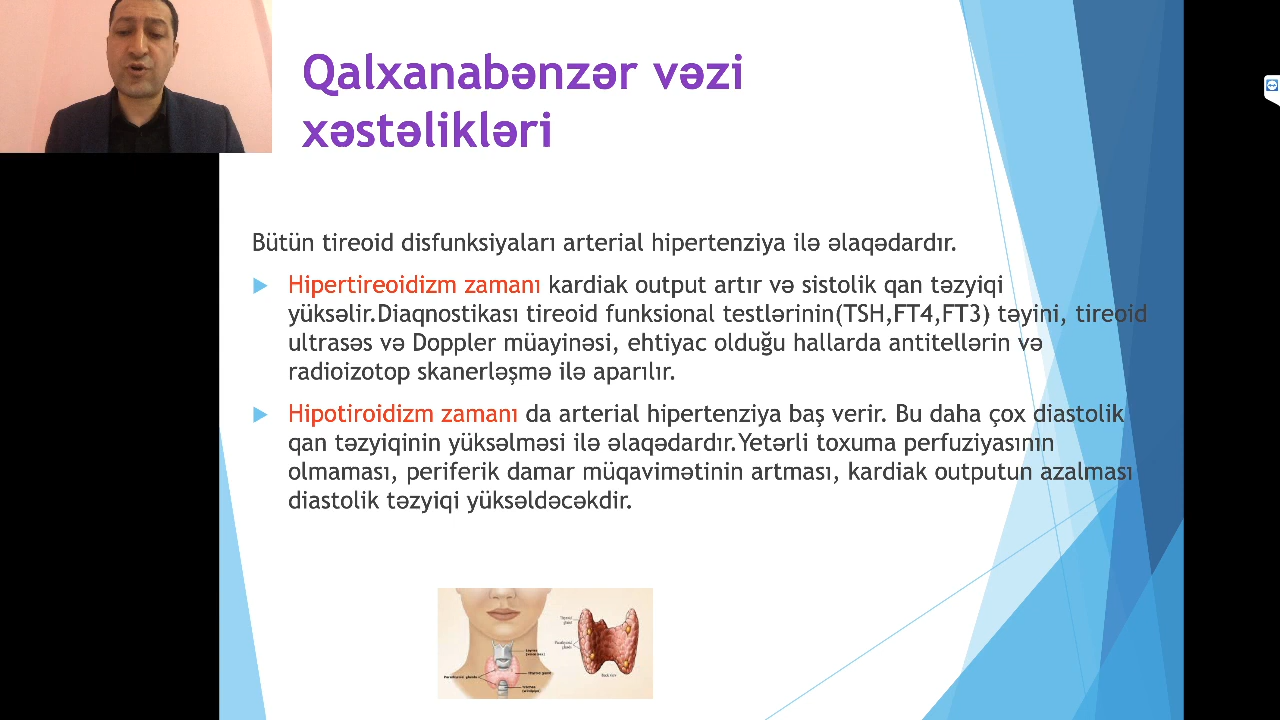 Qalxanabənzər vəzi
xəstəlikləri
Bütün tireoid disfunksiyaları arterial hipertenziya ilə əlaqədardır.
Hipertireoidizm zamanı kardiak output artır və sistolik qan təzyiqi
yüksəlir.Diaqnostikası tireoid funksional testlərinin(TSH,FT4,FT3) təyini, tireoid
ultrasəs və Doppler müayinəsi, ehtiyac olduğu hallarda antitellərin və
radioizotop skanerləşmə ilə aparılır.
Hipotiroidizm zamanı da arterial hipertenziya baş verir. Bu daha çox diastolik
qan təzyiqinin yüksəlməsi ilə əlaqədardır.Yetərli toxuma perfuziyasının
olmaması, periferik damar müqavimətinin artması, kardiak outputun azalması
diastolik təzyiqi yüksəldəcəkdir.